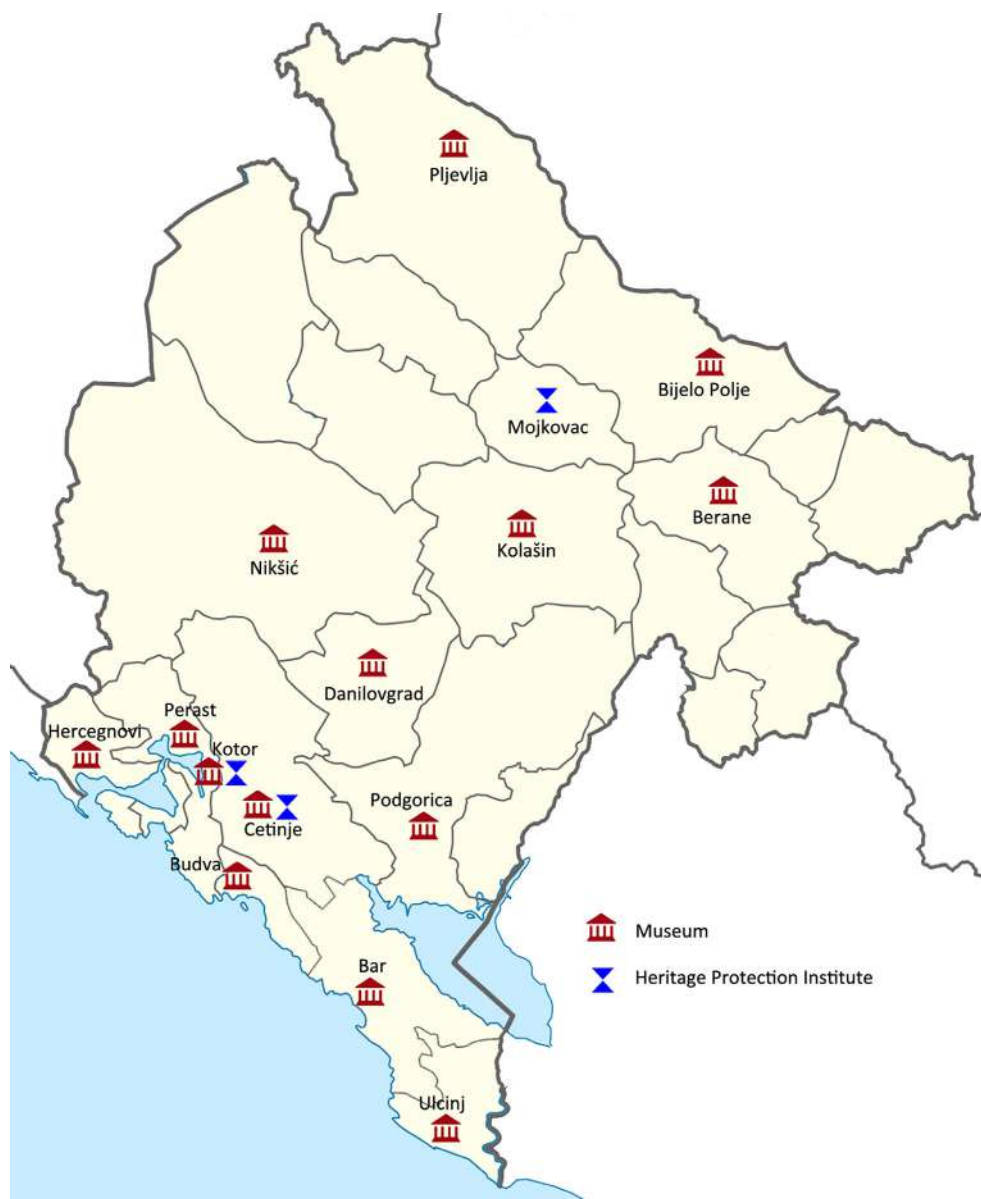 Pljevlja
Bijelo Polje
Mojkovac
Berane
Kolašin
Nikšić
Danilovgrad
Perast
Hercegnovi
Kotor
Podgorica
Cetinje
Budva
Museum
Bar
Heritage Protection Institute
Ulcinj